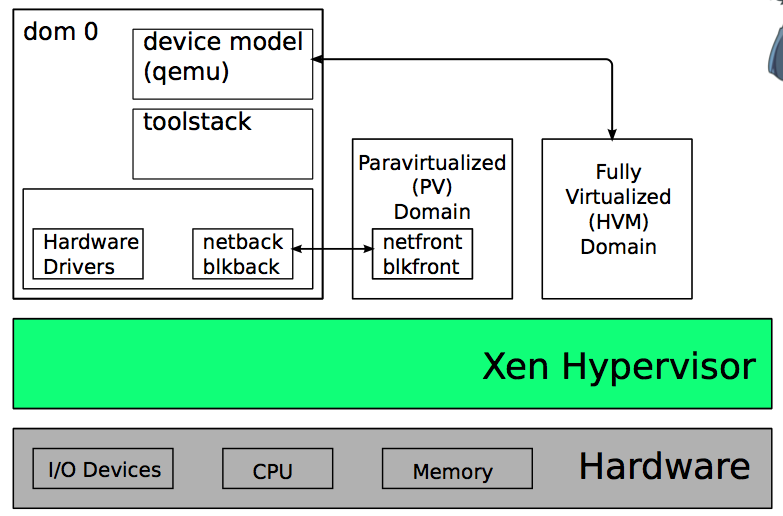 dom 0
device model
(qemu)
toolstack
Hardware
Drivers
netback
blkback
Paravirtualized
(PV)
Domain
netfront
blkfront
Fully
Virtualized
(HVM)
Domain
Xen Hypervisor
I/O Devices
CPU
Memory
Hardware